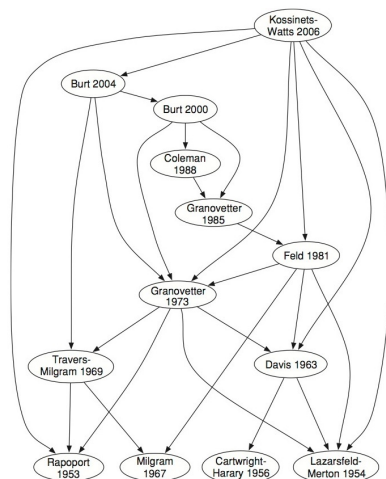 Kossinets-
Watts 2006
Burt 2004
Burt 2000
Coleman
1988
Granovetter
1985
Feld 1981
Granovetter
1973
Travers-
Milgram 1969
Davis 1963
Rapoport
1953
Milgram
1967
Cartwright-
Harary 1956
Lazarsfeld-
Merton 1954